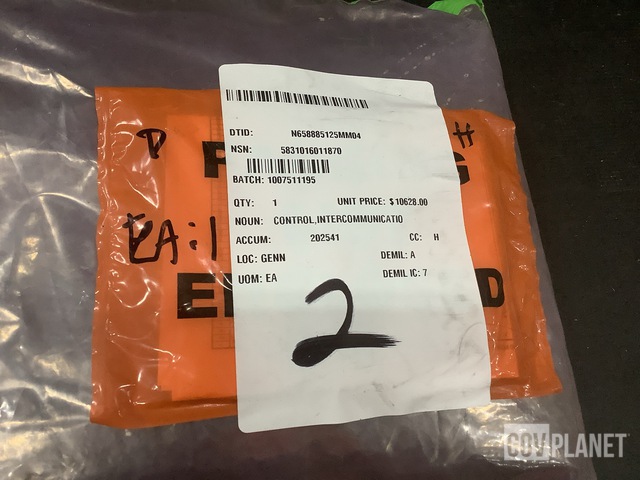 DTID: N658885125MM04
NSN: 5831016011870
BATCH: 1007511195
QTY: 1 UNIT PRICE: $10628.00
NOUN: CONTROL,INTERCOMMUNICATIO
ACCUM: 202541 CC: H
LOC: GENN DEMIL: A
UOM: EA DEMIL IC: 7
2
D
H
EA:1
P G
E D
GOVPLANET